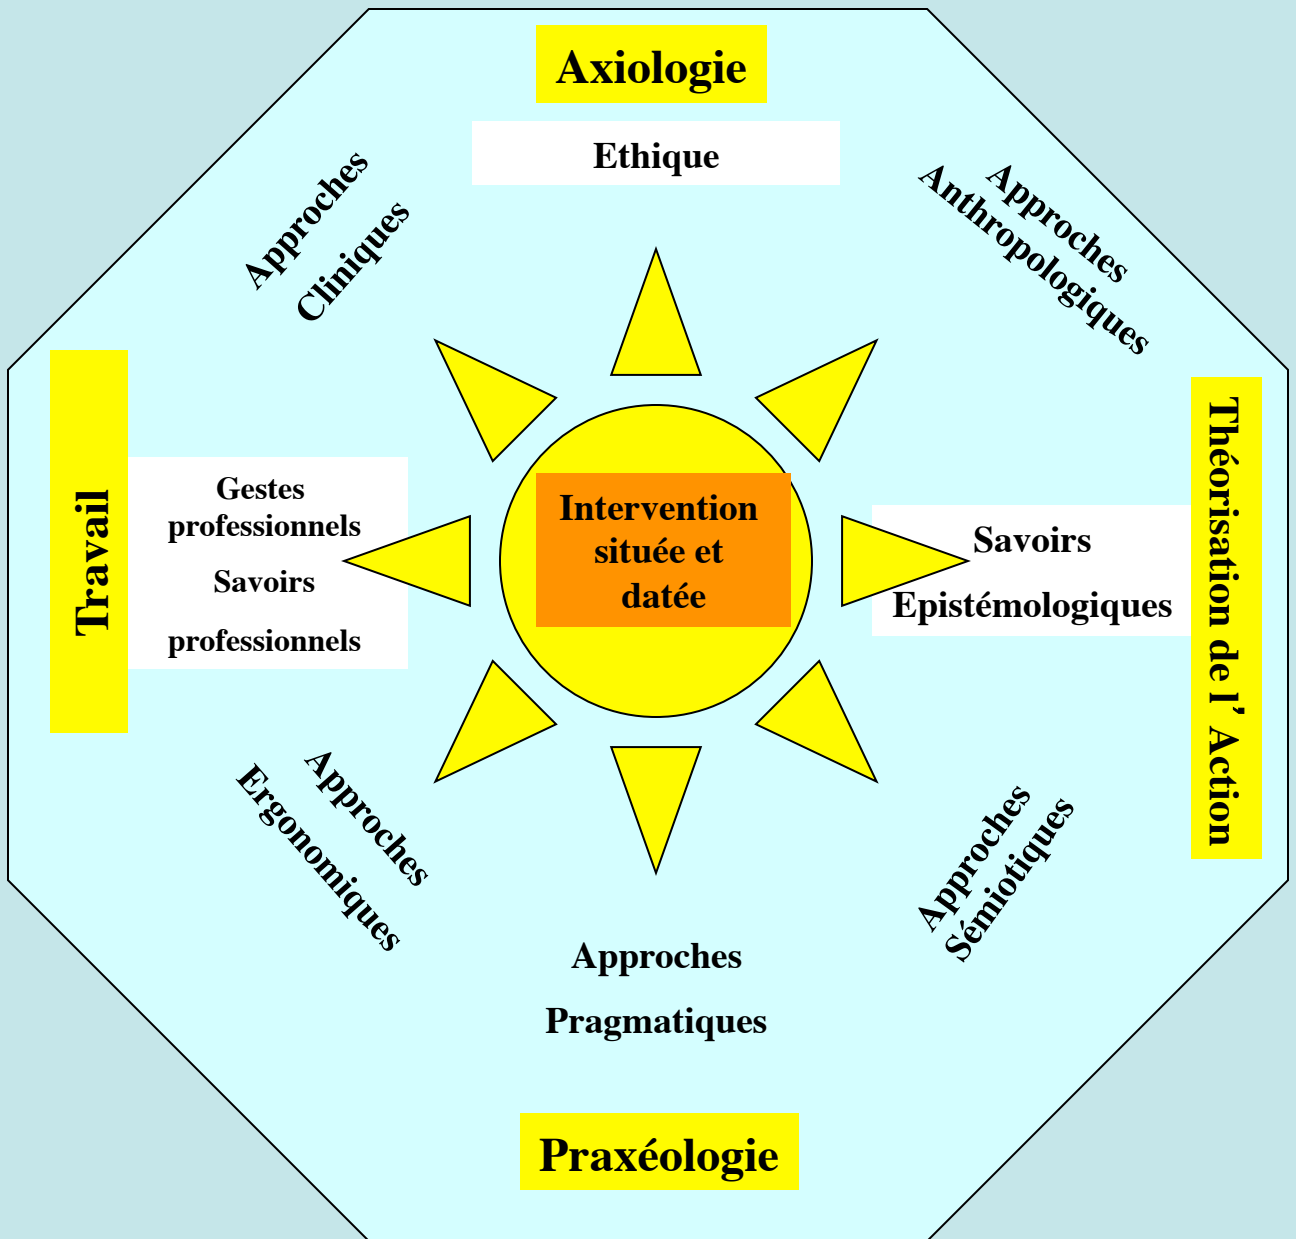 Axiologie
Ethique
Approches
Cliniques
Approches
Anthropologiques
Travail
Gestes
professionnels
Savoirs
professionnels
Intervention
située et
datée
Savoirs
Epistémologiques
Théorisation de l’ Action
Approches
Ergonomiques
Approches
Sémiotiques
Approches
Pragmatiques
Praxéologie